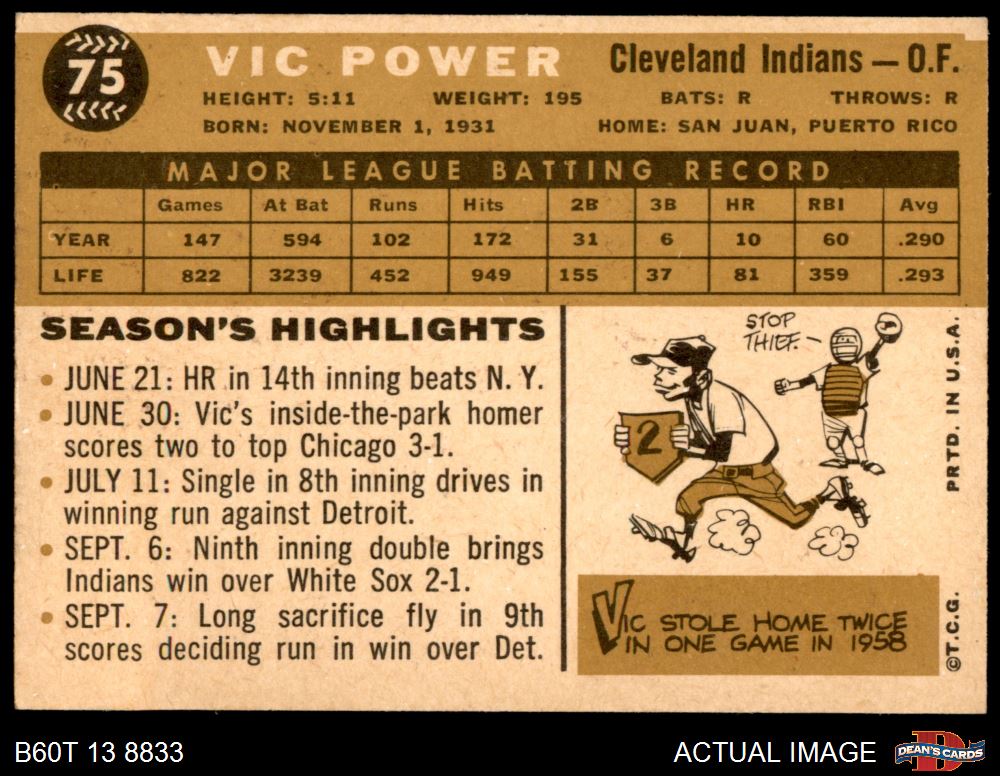 75
VIC POWER
Cleveland Indians — O.F.
HEIGHT: 5:11 WEIGHT: 195 BATS: R THROWS: R
BORN: NOVEMBER 1, 1931 HOME: SAN JUAN, PUERTO RICO
MAJOR LEAGUE BATTING RECORD
Games At Bat Runs Hits 2B 3B HR RBI Avg
YEAR 147 594 102 172 31 6 10 60 .290
LIFE 822 3239 452 949 155 37 81 359 .293
SEASON'S HIGHLIGHTS
• JUNE 21: HR in 14th inning beats N. Y.
• JUNE 30: Vic's inside-the-park homer
scores two to top Chicago 3-1.
• JULY 11: Single in 8th inning drives in
winning run against Detroit.
• SEPT. 6: Ninth inning double brings
Indians win over White Sox 2-1.
• SEPT. 7: Long sacrifice fly in 9th
scores deciding run in win over Det.
STOP
THIEF.—
2
VIC STOLE HOME TWICE
IN ONE GAME IN 1958
PRTD. IN U.S.A.
©T.C.G.
B60T 13 8833
ACTUAL IMAGE
D
DEAN'S CARDS